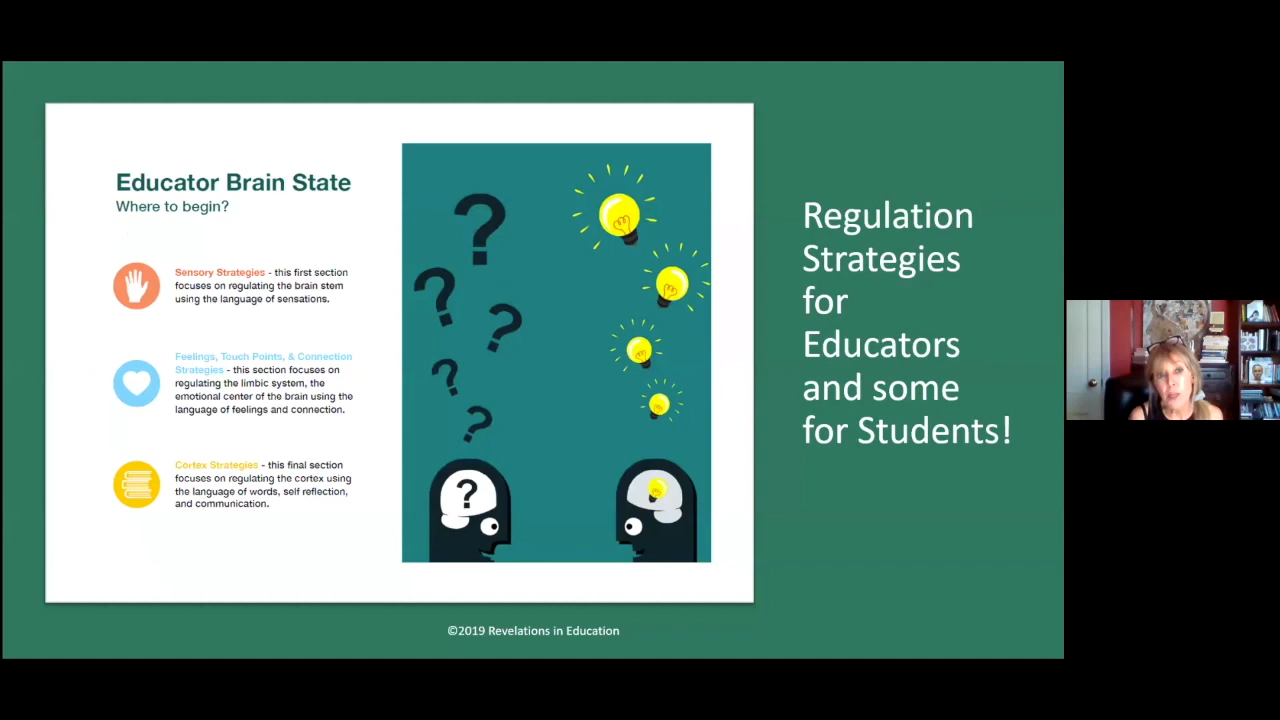 Educator Brain State
Where to begin?
Sensory Strategies - this first section
focuses on regulating the brain stem
using the language of sensations.
Feelings, Touch Points, & Connection
Strategies - this section focuses on
regulating the limbic system, the
emotional center of the brain using the
language of feelings and connection.
Cortex Strategies - this final section
focuses on regulating the cortex using
the language of words, self reflection,
and communication.
?
?
?
?
?
?
Regulation
Strategies
for
Educators
and some
for Students!
©2019 Revelations in Education